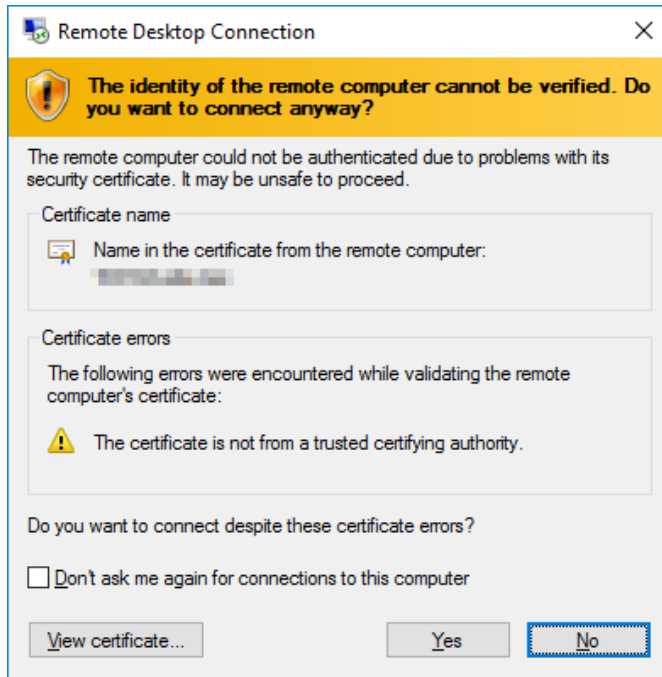 Remote Desktop Connection
The identity of the remote computer cannot be verified. Do
you want to connect anyway?
The remote computer could not be authenticated due to problems with its
security certificate. It may be unsafe to proceed.
Certificate name
Name in the certificate from the remote computer:
Certificate errors
The following errors were encountered while validating the remote
computer's certificate:
The certificate is not from a trusted certifying authority.
Do you want to connect despite these certificate errors?
Don't ask me again for connections to this computer
View certificate...
Yes
No